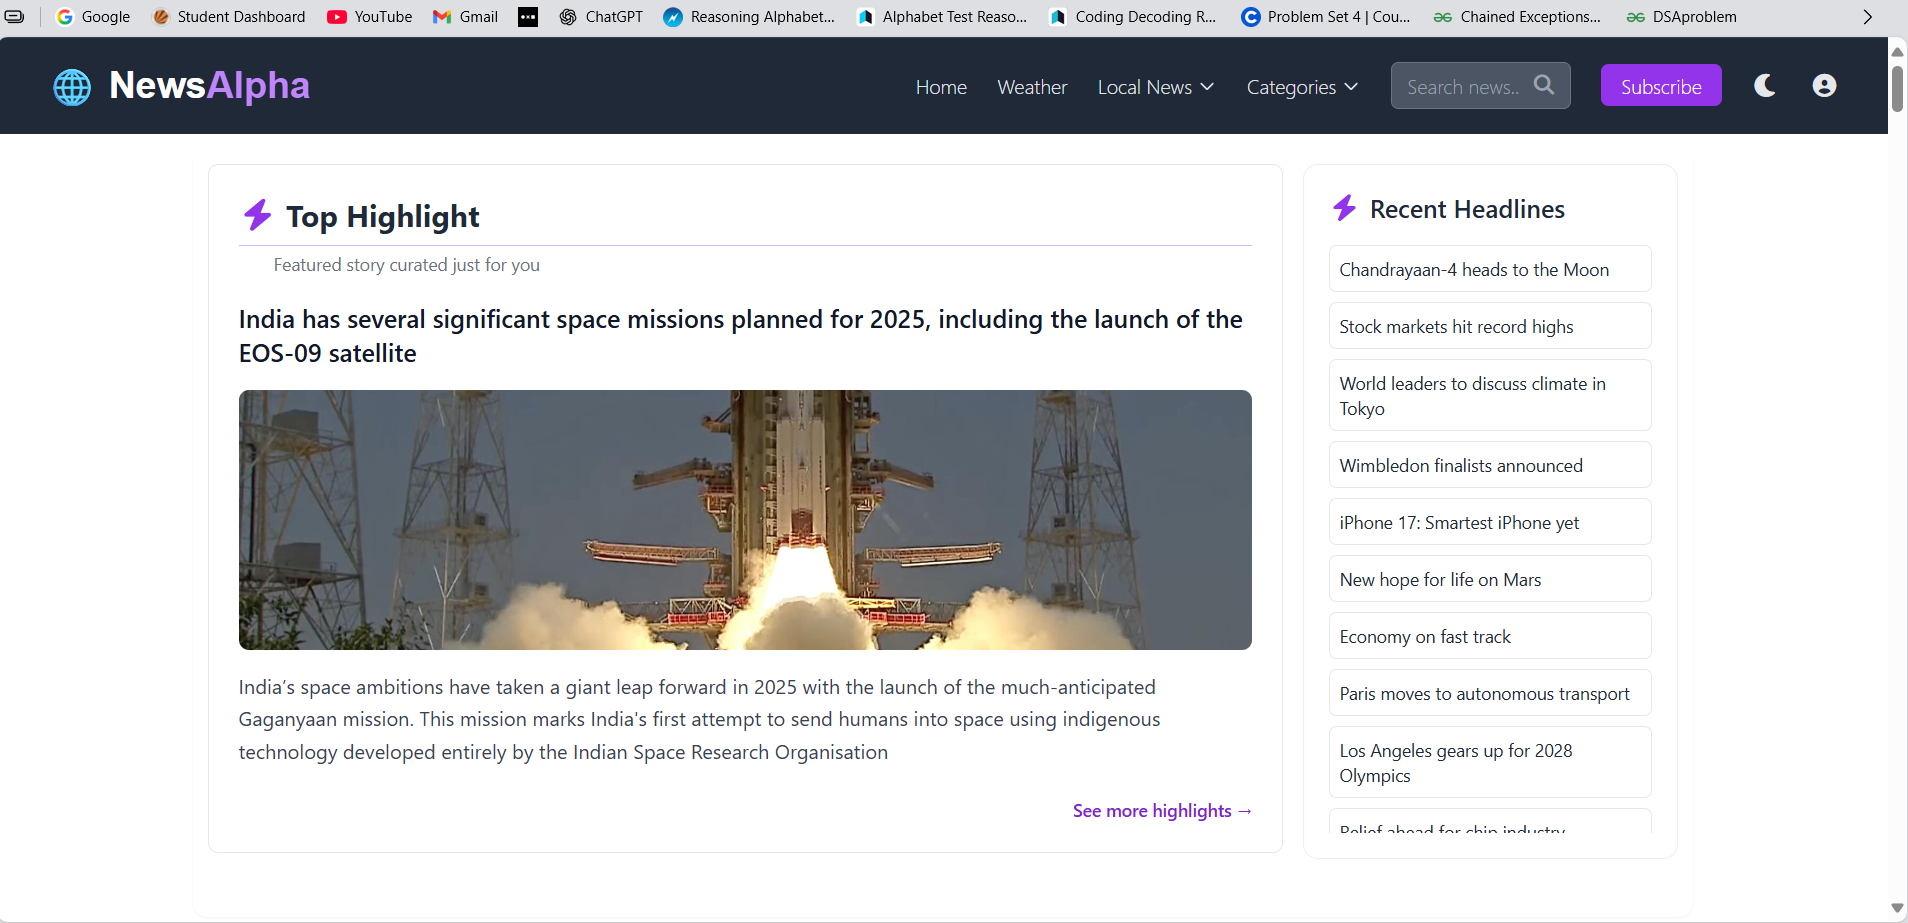 Google Student Dashboard YouTube Gmail ChatGPT Reasoning Alphabet... Alphabet Test Reaso... Coding Decoding R... Problem Set 4 | Cou... Chained Exceptions... DSAproblem
NewsAlpha Home Weather Local News Categories Search news.. Subscribe
Top Highlight
Featured story curated just for you
India has several significant space missions planned for 2025, including the launch of the
EOS-09 satellite
India’s space ambitions have taken a giant leap forward in 2025 with the launch of the much-anticipated
Gaganyaan mission. This mission marks India's first attempt to send humans into space using indigenous
technology developed entirely by the Indian Space Research Organisation
See more highlights →
Recent Headlines
Chandrayaan-4 heads to the Moon
Stock markets hit record highs
World leaders to discuss climate in
Tokyo
Wimbledon finalists announced
iPhone 17: Smartest iPhone yet
New hope for life on Mars
Economy on fast track
Paris moves to autonomous transport
Los Angeles gears up for 2028
Olympics
Relief ahead for chip industry